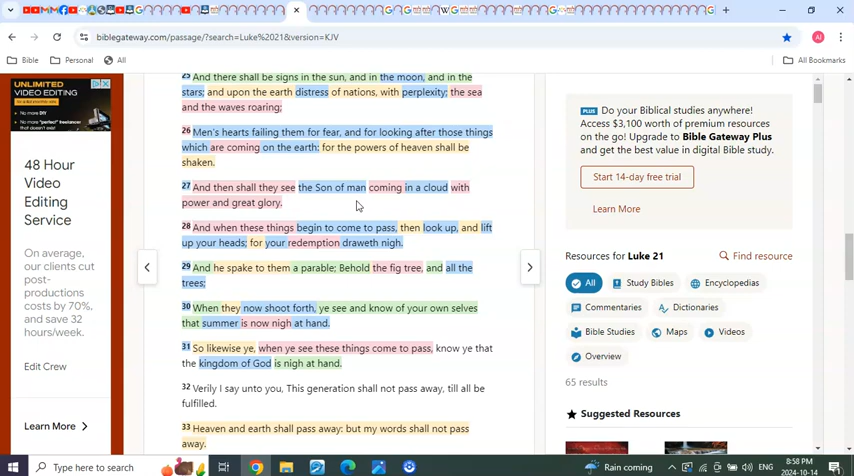 biblegateway.com/passage/?search=Luke%2021&version=KJV
AI
Bible
Personal
All
All Bookmarks
UNLIMITED
VIDEO EDITING
No more DIY
No more "perfect" freelancer
that doesn't exist
48 Hour
Video
Editing
Service
On average,
our clients cut
post-
productions
costs by 70%,
and save 32
hours/week.
Edit Crew
Learn More
25 And there shall be signs in the sun, and in the moon, and in the
stars; and upon the earth distress of nations, with perplexity; the sea
and the waves roaring;
26 Men's hearts failing them for fear, and for looking after those things
which are coming on the earth: for the powers of heaven shall be
shaken.
27 And then shall they see the Son of man coming in a cloud with
power and great glory.
28 And when these things begin to come to pass, then look up, and lift
up your heads; for your redemption draweth nigh.
29 And he spake to them a parable; Behold the fig tree, and all the
trees;
30 When they now shoot forth, ye see and know of your own selves
that summer is now nigh at hand.
31 So likewise ye, when ye see these things come to pass, know ye that
the kingdom of God is nigh at hand.
32 Verily I say unto you, This generation shall not pass away, till all be
fulfilled.
33 Heaven and earth shall pass away: but my words shall not pass
away.
PLUS Do your Biblical studies anywhere!
Access $3,100 worth of premium resources
on the go! Upgrade to Bible Gateway Plus
and get the best value in digital Bible study.
Start 14-day free trial
Learn More
Resources for Luke 21
Find resource
All
Study Bibles
Encyclopedias
Commentaries
Dictionaries
Bible Studies
Maps
Videos
Overview
65 results
Suggested Resources
Type here to search
Rain coming
ENG
8:58 PM
2024-10-14